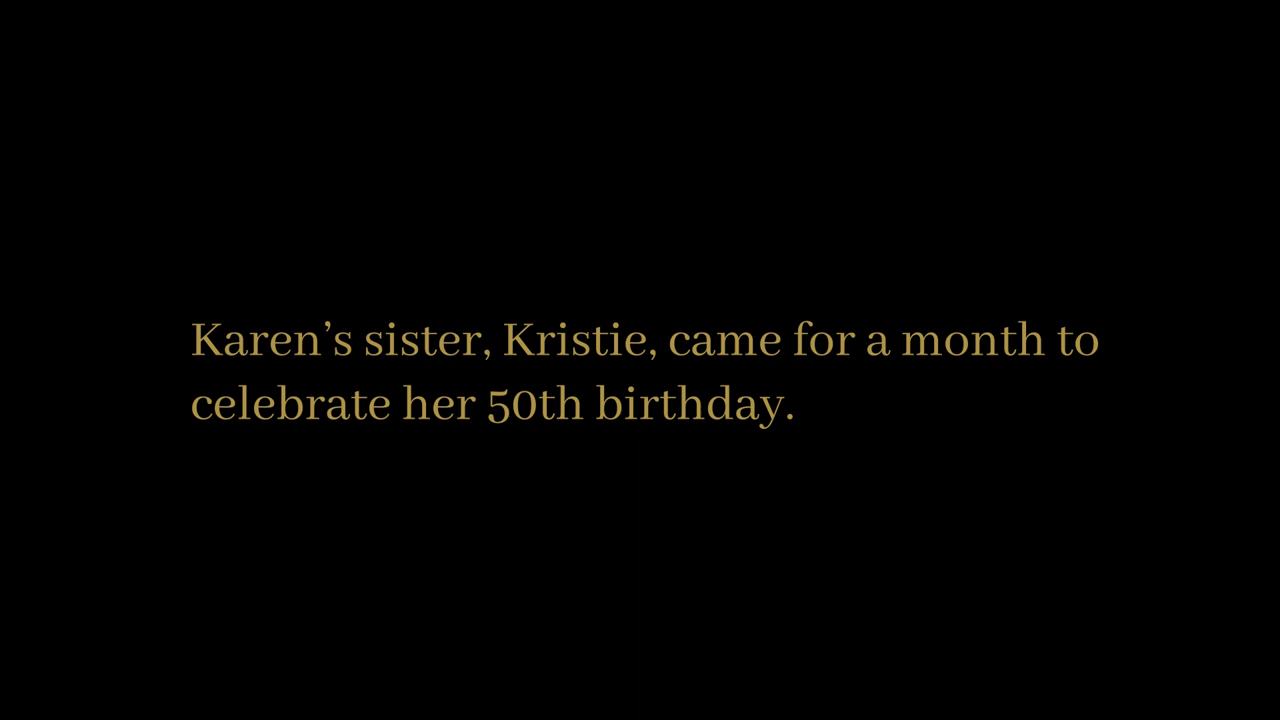 Karen’s sister, Kristie, came for a month to
celebrate her 50th birthday.